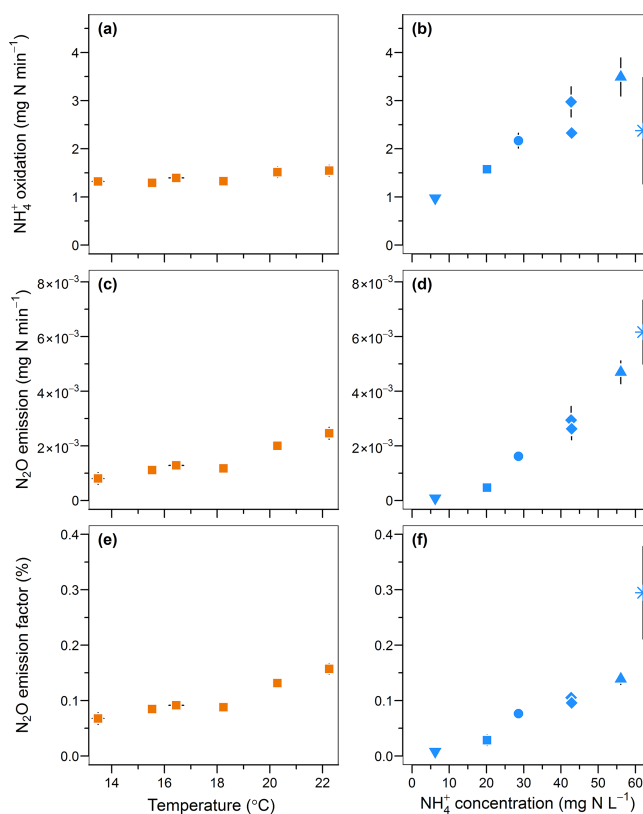 (a)
NH₄⁺ oxidation (mg N min⁻¹)
4
3
2
1
0
(b)
4
3
2
1
0
(c)
N₂O emission (mg N min⁻¹)
8×10⁻³
6×10⁻³
4×10⁻³
2×10⁻³
0
(d)
8×10⁻³
6×10⁻³
4×10⁻³
2×10⁻³
0
(e)
N₂O emission factor (%)
0.4
0.3
0.2
0.1
0.0
14 16 18 20 22
Temperature (°C)
(f)
0.4
0.3
0.2
0.1
0.0
0 10 20 30 40 50 60
NH₄⁺ concentration (mg N L⁻¹)